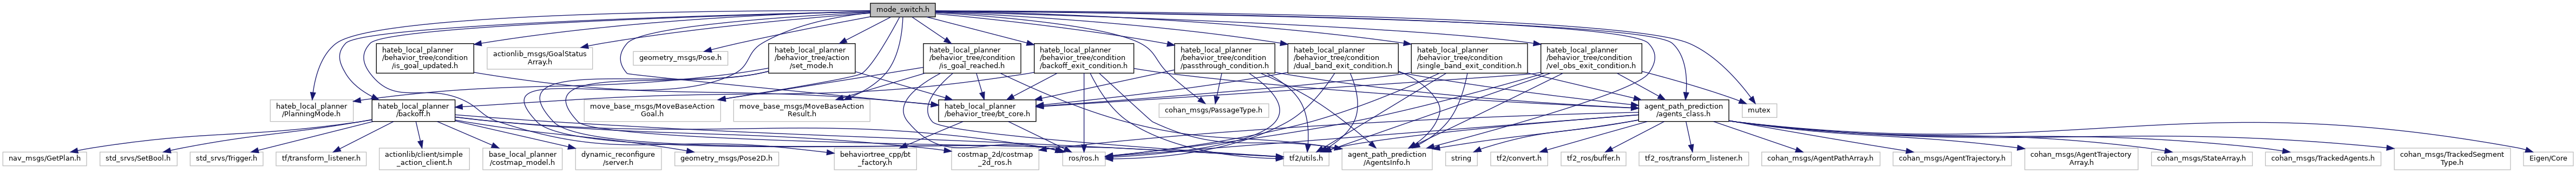 mode_switch.h
hateb_local_planner
/behavior_tree/condition
/is_goal_updated.h
actionlib_msgs/GoalStatus
Array.h
geometry_msgs/Pose.h
hateb_local_planner
/behavior_tree/action
/set_mode.h
hateb_local_planner
/behavior_tree/condition
/is_goal_reached.h
hateb_local_planner
/behavior_tree/condition
/backoff_exit_condition.h
hateb_local_planner
/behavior_tree/condition
/passthrough_condition.h
hateb_local_planner
/behavior_tree/condition
/dual_band_exit_condition.h
hateb_local_planner
/behavior_tree/condition
/single_band_exit_condition.h
hateb_local_planner
/behavior_tree/condition
/vel_obs_exit_condition.h
hateb_local_planner
/PlanningMode.h
hateb_local_planner
/backoff.h
move_base_msgs/MoveBaseAction
Goal.h
move_base_msgs/MoveBaseAction
Result.h
hateb_local_planner
/behavior_tree/bt_core.h
cohan_msgs/PassageType.h
agent_path_prediction
/agents_class.h
mutex
nav_msgs/GetPlan.h
std_srvs/SetBool.h
std_srvs/Trigger.h
tf/transform_listener.h
actionlib/client/simple
_action_client.h
base_local_planner
/costmap_model.h
dynamic_reconfigure
/server.h
geometry_msgs/Pose2D.h
behaviortree_cpp/bt
_factory.h
costmap_2d/costmap
_2d_ros.h
ros/ros.h
tf2/utils.h
agent_path_prediction
/AgentsInfo.h
string
tf2/convert.h
tf2_ros/buffer.h
tf2_ros/transform_listener.h
cohan_msgs/AgentPathArray.h
cohan_msgs/AgentTrajectory.h
cohan_msgs/AgentTrajectory
Array.h
cohan_msgs/StateArray.h
cohan_msgs/TrackedAgents.h
cohan_msgs/TrackedSegment
Type.h
Eigen/Core